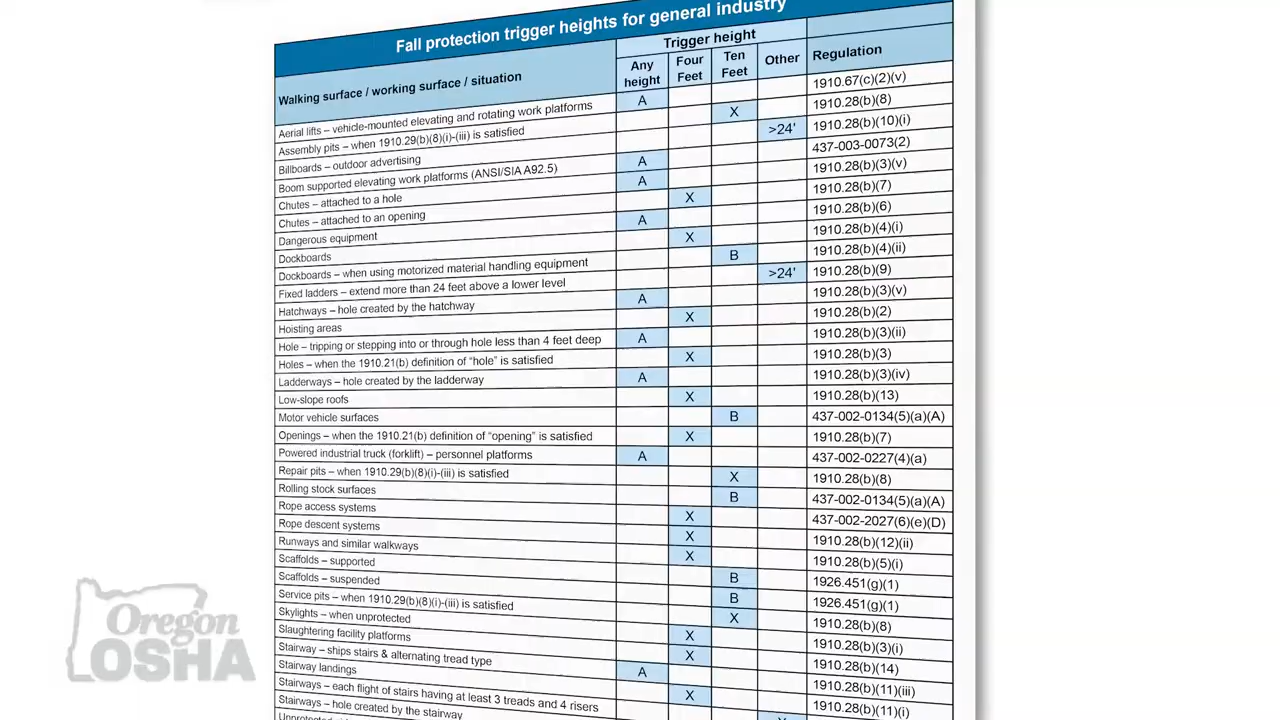 Fall protection trigger heights for general industry
Trigger height
Walking surface / working surface / situation Any height Four Feet Ten Feet Other Regulation
Aerial lifts – vehicle-mounted elevating and rotating work platforms A 1910.67(c)(2)(v)
Assembly pits – when 1910.29(b)(8)(i)-(iii) is satisfied X 1910.28(b)(8)
Billboards – outdoor advertising >24' 1910.28(b)(10)(i)
Boom supported elevating work platforms (ANSI/SIA A92.5) A 437-003-0073(2)
Chutes – attached to a hole A 1910.28(b)(3)(v)
Chutes – attached to an opening X 1910.28(b)(7)
Dangerous equipment A 1910.28(b)(6)
Dockboards X 1910.28(b)(4)(i)
Dockboards – when using motorized material handling equipment B 1910.28(b)(4)(ii)
Fixed ladders – extend more than 24 feet above a lower level >24' 1910.28(b)(9)
Hatchways – hole created by the hatchway A 1910.28(b)(3)(v)
Hoisting areas X 1910.28(b)(2)
Hole – tripping or stepping into or through hole less than 4 feet deep A 1910.28(b)(3)(ii)
Holes – when the 1910.21(b) definition of “hole” is satisfied X 1910.28(b)(3)
Ladderways – hole created by the ladderway A 1910.28(b)(3)(iv)
Low-slope roofs X 1910.28(b)(13)
Motor vehicle surfaces B 437-002-0134(5)(a)(A)
Openings – when the 1910.21(b) definition of “opening” is satisfied X 1910.28(b)(7)
Powered industrial truck (forklift) – personnel platforms A 437-002-0227(4)(a)
Repair pits – when 1910.29(b)(8)(i)-(iii) is satisfied X 1910.28(b)(8)
Rolling stock surfaces B 437-002-0134(5)(a)(A)
Rope access systems X 437-002-2027(6)(e)(D)
Rope descent systems X 1910.28(b)(12)(ii)
Runways and similar walkways X 1910.28(b)(5)(i)
Scaffolds – supported B 1926.451(g)(1)
Scaffolds – suspended B 1926.451(g)(1)
Service pits – when 1910.29(b)(8)(i)-(iii) is satisfied X 1910.28(b)(8)
Skylights – when unprotected X 1910.28(b)(3)(i)
Slaughtering facility platforms X 1910.28(b)(14)
Stairway – ships stairs & alternating tread type A 1910.28(b)(11)(iii)
Stairway landings X 1910.28(b)(11)(i)
Stairways – each flight of stairs having at least 3 treads and 4 risers
Stairways – hole created by the stairway
Oregon
OSHA